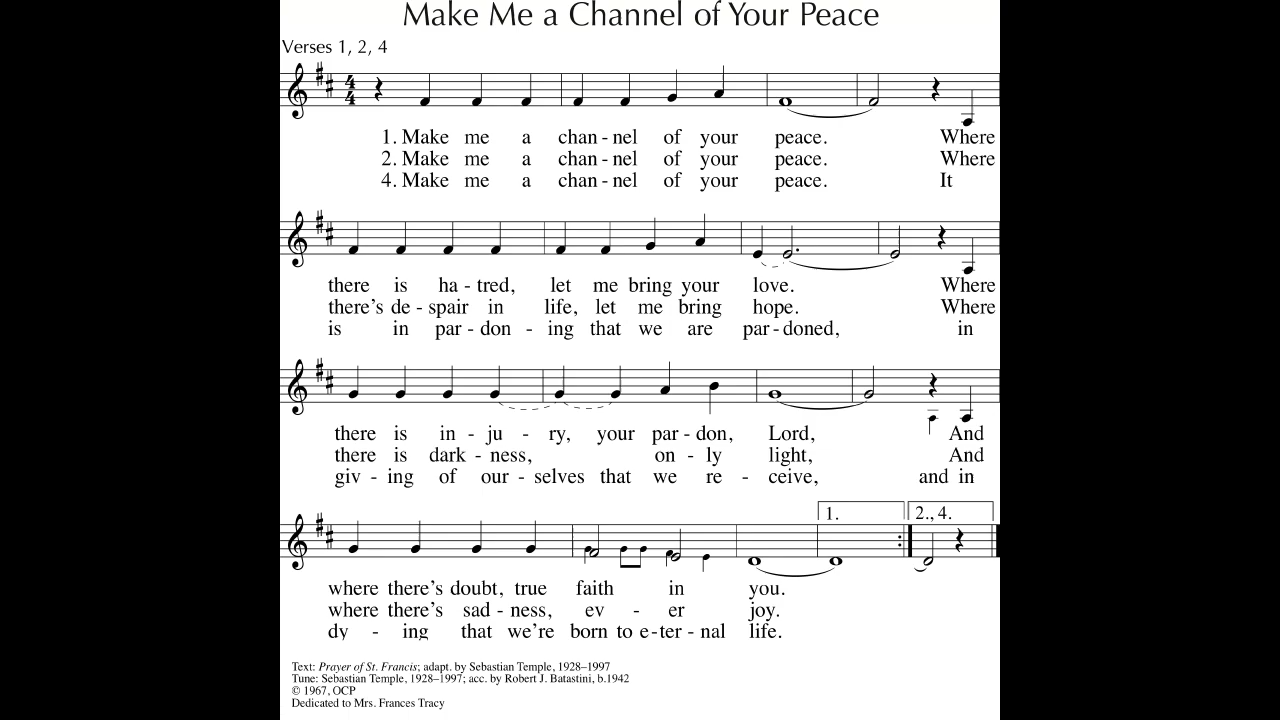 Make Me a Channel of Your Peace
Verses 1, 2, 4
1. Make me a chan - nel of your peace. Where
2. Make me a chan - nel of your peace. Where
4. Make me a chan - nel of your peace. It
there is ha - tred, let me bring your love. Where
there's de - spair in life, let me bring hope. Where
is in par - don - ing that we are par - doned, in
there is in - ju - ry, your par - don, Lord, And
there is dark - ness, on - ly light, And
giv - ing of our - selves that we re - ceive, and in
1. 2., 4.
where there's doubt, true faith in you.
where there's sad - ness, ev - er joy.
dy - ing that we're born to e - ter - nal life.
Text: Prayer of St. Francis; adapt. by Sebastian Temple, 1928–1997
Tune: Sebastian Temple, 1928–1997; acc. by Robert J. Batastini, b.1942
© 1967, OCP
Dedicated to Mrs. Frances Tracy